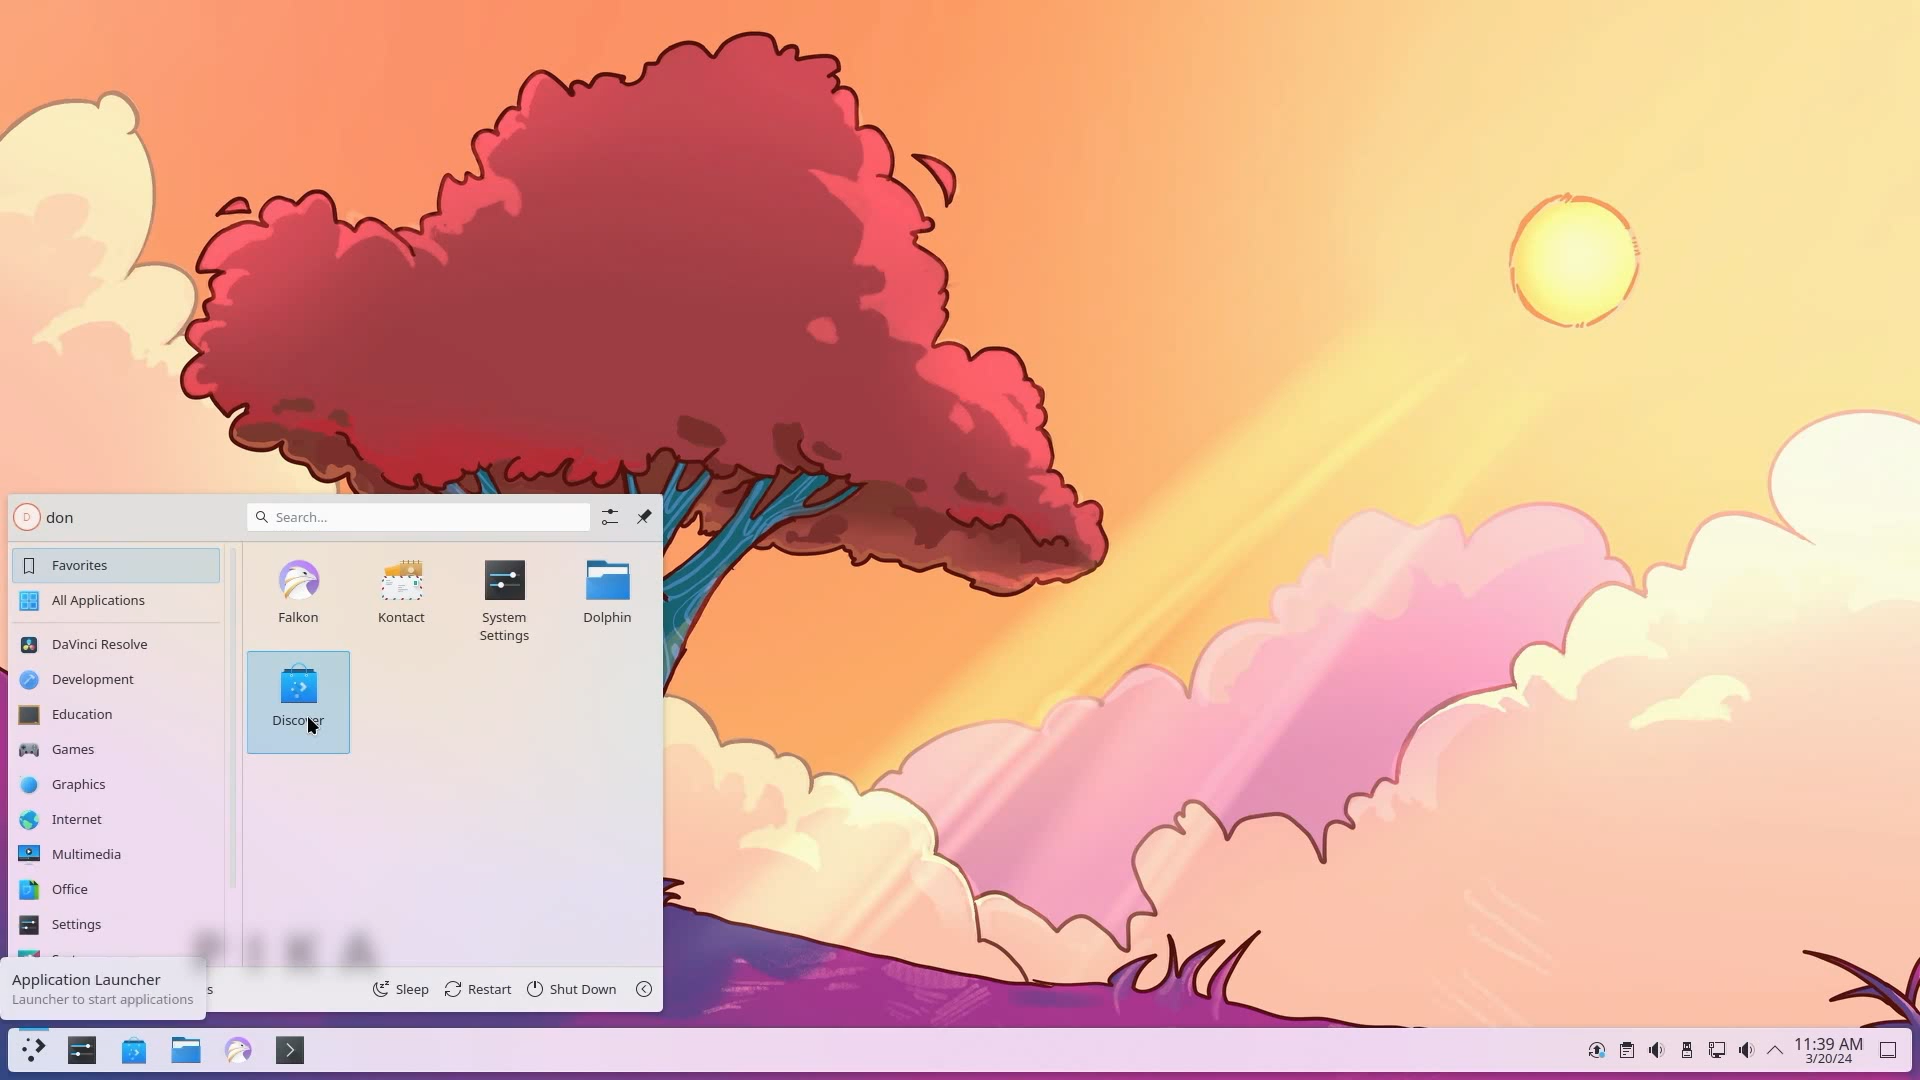 don
Search...
Favorites
All Applications
DaVinci Resolve
Development
Education
Games
Graphics
Internet
Multimedia
Office
Settings
Falkon
Kontact
System
Settings
Dolphin
Discover
PIKA
Application Launcher
Launcher to start applications
Sleep
Restart
Shut Down
11:39 AM
3/20/24